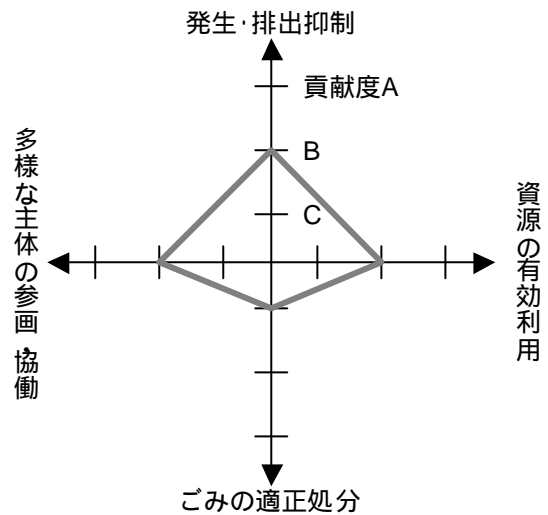 発生・排出抑制
貢献度A
B
C
多様な主体の参画・協働
資源の有効利用
ごみの適正処分